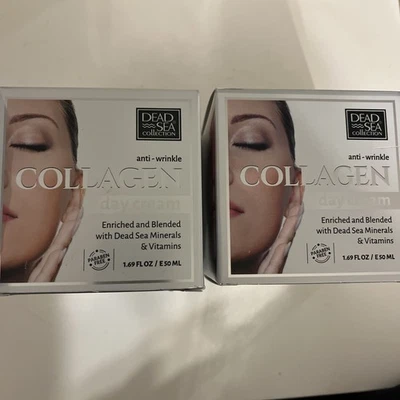 DEAD
SEA
COLLECTION
anti - wrinkle
COLLAGEN
day cream
Enriched and Blended
with Dead Sea Minerals
& Vitamins
PARABEN
FREE
1.69 FL OZ / E 50 ML
DEAD
SEA
COLLECTION
anti - wrinkle
COLLAGEN
day cream
Enriched and Blended
with Dead Sea Minerals
& Vitamins
PARABEN
FREE
1.69 FL OZ / E 50 ML